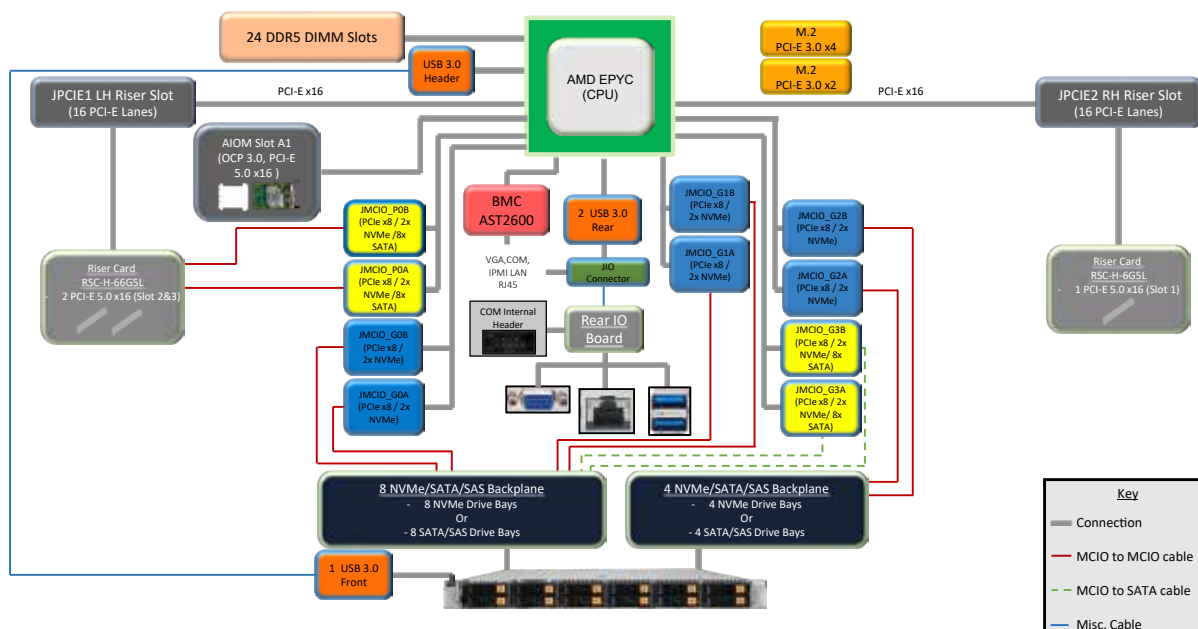 24 DDR5 DIMM Slots
USB 3.0
Header
AMD EPYC
(CPU)
M.2
PCI-E 3.0 x4
M.2
PCI-E 3.0 x2
JPCIE1 LH Riser Slot
(16 PCI-E Lanes)
PCI-E x16
PCI-E x16
JPCIE2 RH Riser Slot
(16 PCI-E Lanes)
AIOM Slot A1
(OCP 3.0, PCI-E
5.0 x16 )
JMCIO_P0B
(PCIe x8 / 2x
NVMe /8x
SATA)
JMCIO_P0A
(PCIe x8 / 2x
NVMe /8x
SATA)
JMCIO_G0B
(PCIe x8 /
2x NVMe)
JMCIO_G0A
(PCIe x8 / 2x
NVMe)
BMC
AST2600
VGA,COM,
IPMI LAN
RJ45
2 USB 3.0
Rear
JIO
Connector
COM Internal
Header
Rear IO
Board
JMCIO_G1B
(PCIe x8 /
2x NVMe)
JMCIO_G1A
(PCIe x8 /
2x NVMe)
JMCIO_G2B
(PCIe x8 / 2x
NVMe)
JMCIO_G2A
(PCIe x8 / 2x
NVMe)
JMCIO_G3B
(PCIe x8 / 2x
NVMe/ 8x
SATA)
JMCIO_G3A
(PCIe x8 / 2x
NVMe/ 8x
SATA)
Riser Card
RSC-H-66G5L
- 2 PCI-E 5.0 x16 (Slot 2&3)
Riser Card
RSC-H-6G5L
- 1 PCI-E 5.0 x16 (Slot 1)
8 NVMe/SATA/SAS Backplane
- 8 NVMe Drive Bays
Or
- 8 SATA/SAS Drive Bays
4 NVMe/SATA/SAS Backplane
- 4 NVMe Drive Bays
Or
- 4 SATA/SAS Drive Bays
1 USB 3.0
Front
Key
Connection
MCIO to MCIO cable
MCIO to SATA cable
Misc. Cable